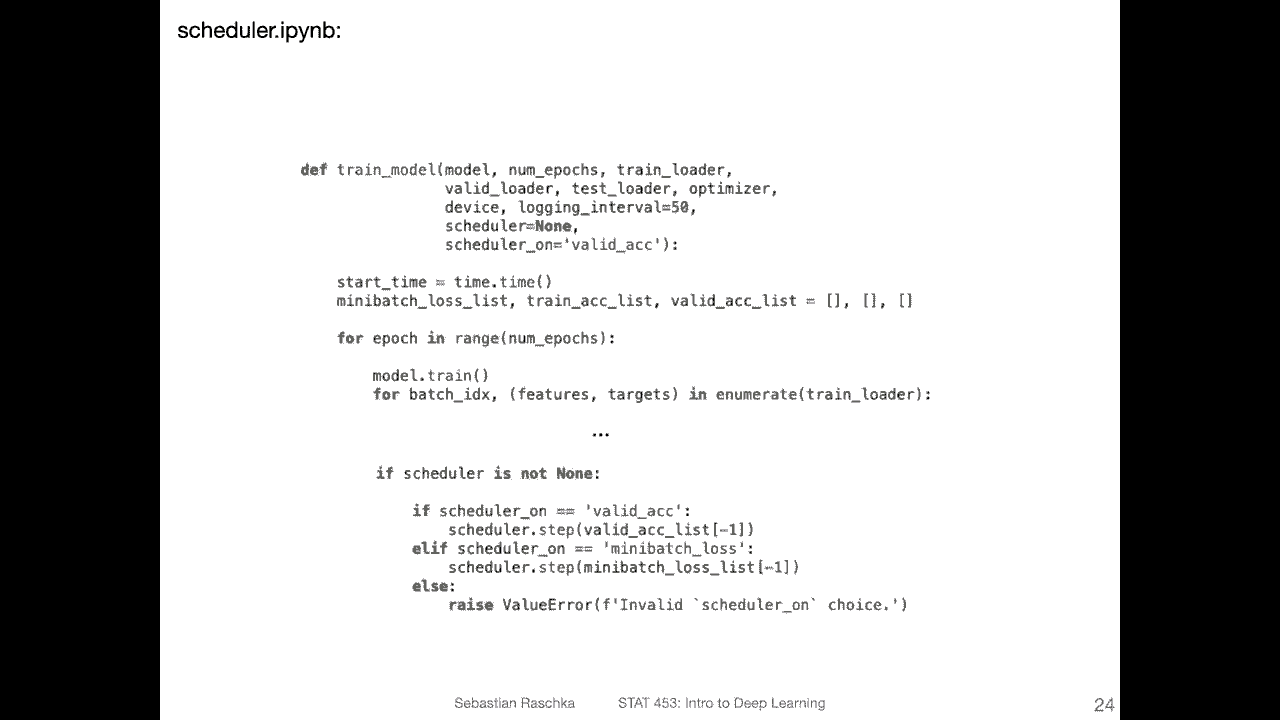 scheduler.ipynb:
def train_model(model, num_epochs, train_loader,
valid_loader, test_loader, optimizer,
device, logging_interval=50,
scheduler=None,
scheduler_on='valid_acc'):
start_time = time.time()
minibatch_loss_list, train_acc_list, valid_acc_list = [], [], []
for epoch in range(num_epochs):
model.train()
for batch_idx, (features, targets) in enumerate(train_loader):
...
if scheduler is not None:
if scheduler_on == 'valid_acc':
scheduler.step(valid_acc_list[-1])
elif scheduler_on == 'minibatch_loss':
scheduler.step(minibatch_loss_list[-1])
else:
raise ValueError(f'Invalid `scheduler_on` choice.')
Sebastian Raschka STAT 453: Intro to Deep Learning 24